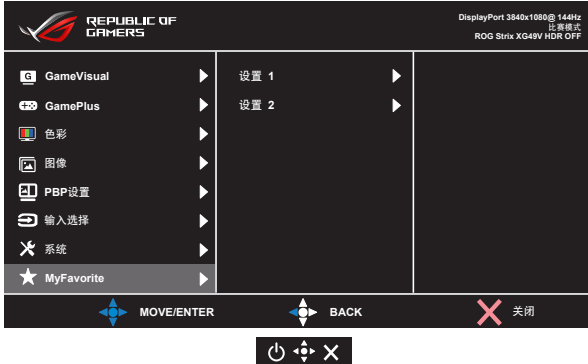 REPUBLIC OF
GAMERS
DisplayPort 3840x1080@ 144Hz
比赛模式
ROG Strix XG49V HDR OFF
G GameVisual
GamePlus
色彩
图像
PBP设置
输入选择
系统
MyFavorite
设置 1
设置 2
MOVE/ENTER
BACK
关闭